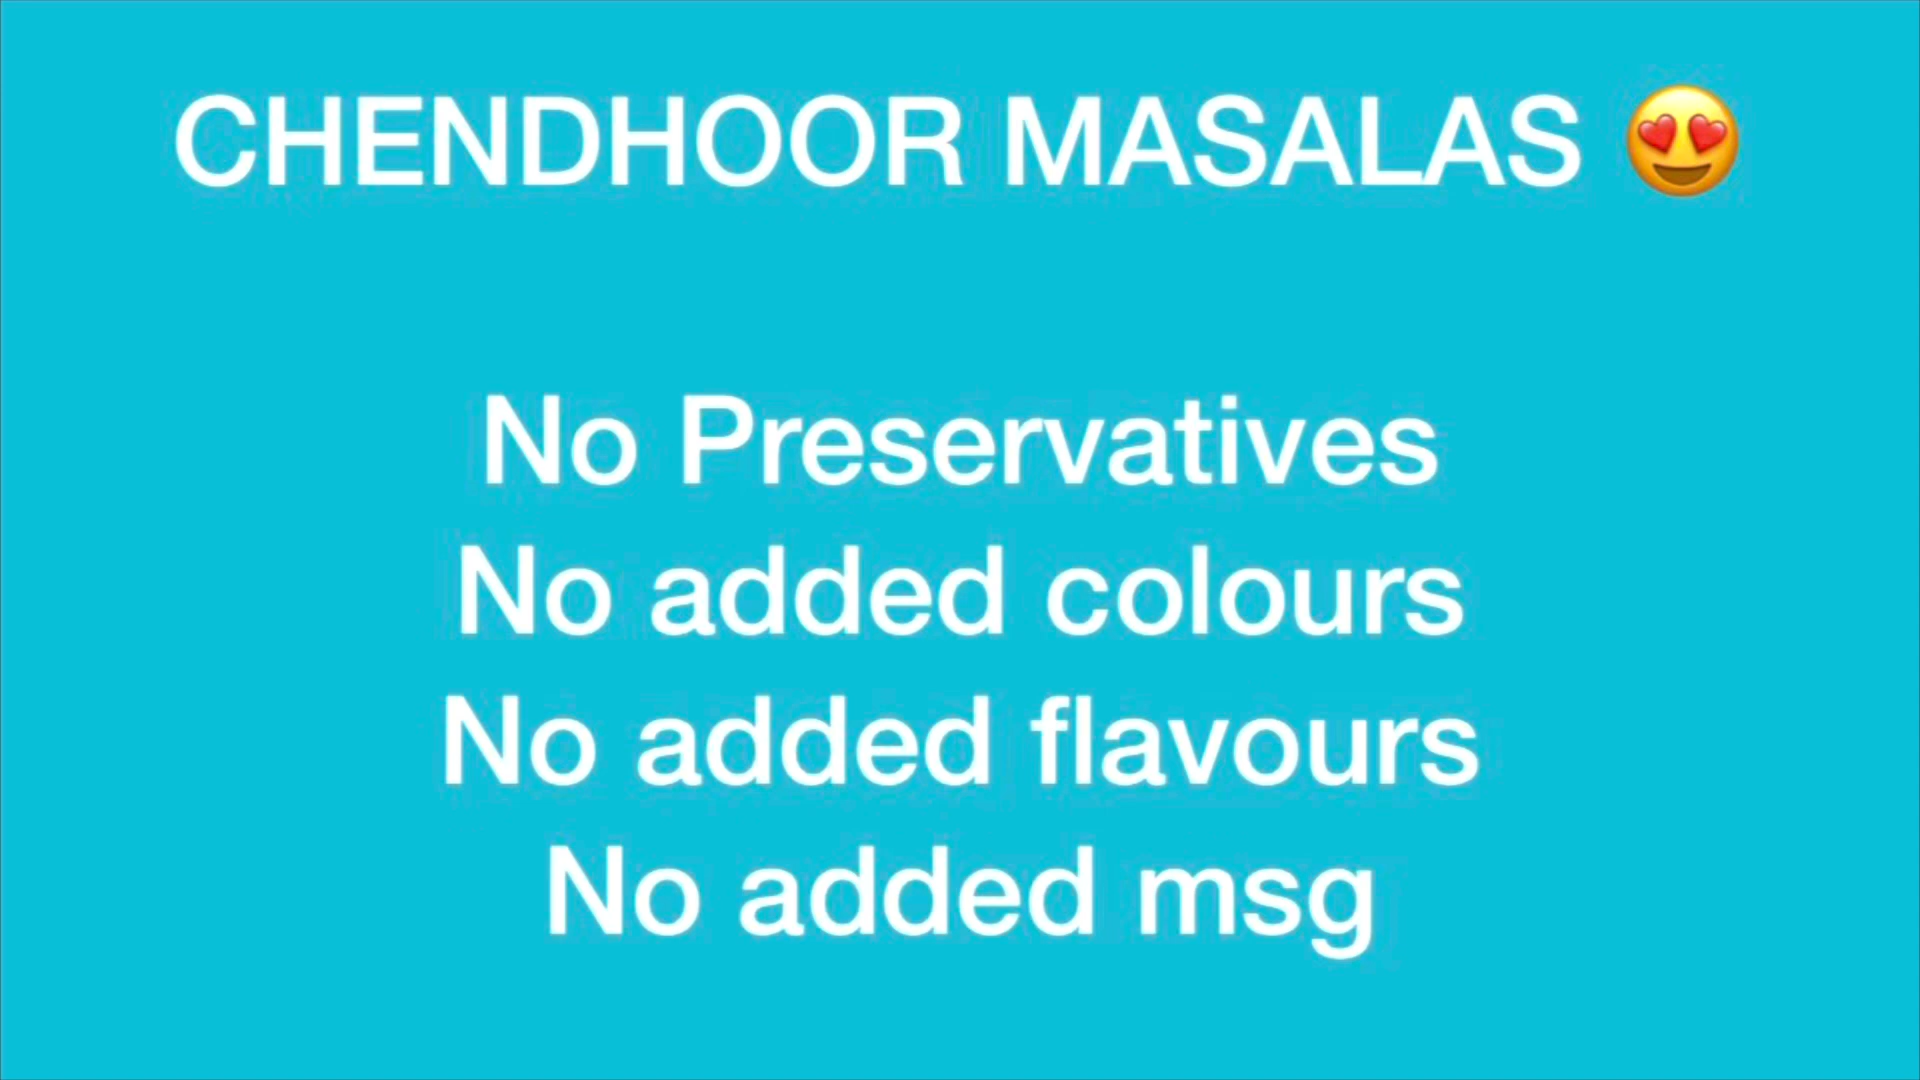 CHENDHOOR MASALAS 😍
No Preservatives
No added colours
No added flavours
No added msg